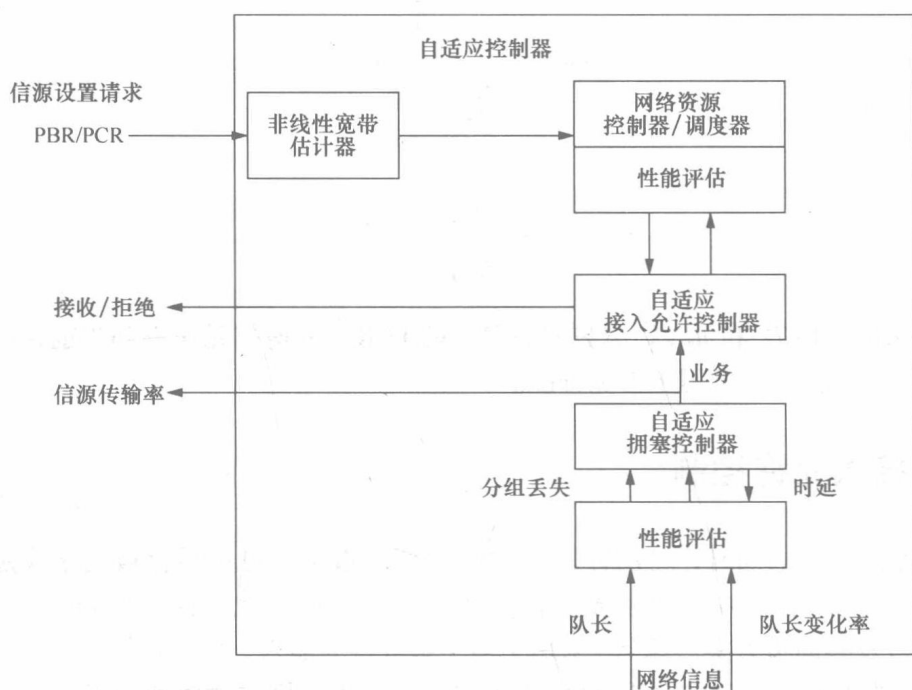 自适应控制器
信源设置请求
PBR/PCR
非线性宽带
估计器
网络资源
控制器/调度器
性能评估
接收/拒绝
自适应
接入允许控制器
业务
信源传输率
自适应
拥塞控制器
分组丢失
时延
性能评估
队长
队长变化率
网络信息